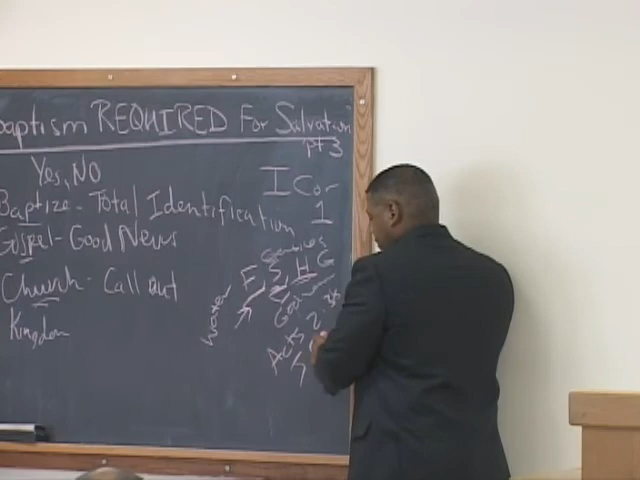 baptism REQUIRED For Salvation
pt 3
Yes, NO
I Cor
1
Baptize - Total Identification
Gospel - Good News
Church - Call out
Kingdom
Water
F, S, H G
Acts 2